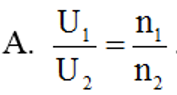 A. U₁/U₂ = n₁/n₂.